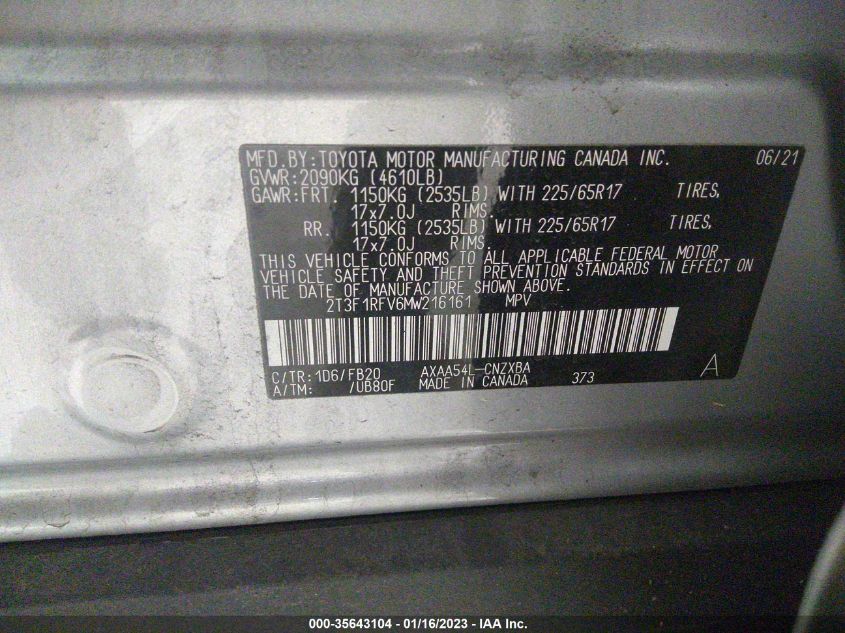 MFD.BY:TOYOTA MOTOR MANUFACTURING CANADA INC. 06/21
GVWR:2090KG (4610LB)
GAWR:FRT. 1150KG (2535LB) WITH 225/65R17 TIRES,
17x7.0J RIMS.
RR. 1150KG (2535LB) WITH 225/65R17 TIRES,
17x7.0J RIMS.
THIS VEHICLE CONFORMS TO ALL APPLICABLE FEDERAL MOTOR
VEHICLE SAFETY AND THEFT PREVENTION STANDARDS IN EFFECT ON
THE DATE OF MANUFACTURE SHOWN ABOVE.
2T3F1RFV6MW216161 MPV
C/TR:1D6/FB20 AXAA54L-CNZXBA
A/TM: /UB80F MADE IN CANADA 373 A
000-35643104 - 01/16/2023 - IAA Inc.